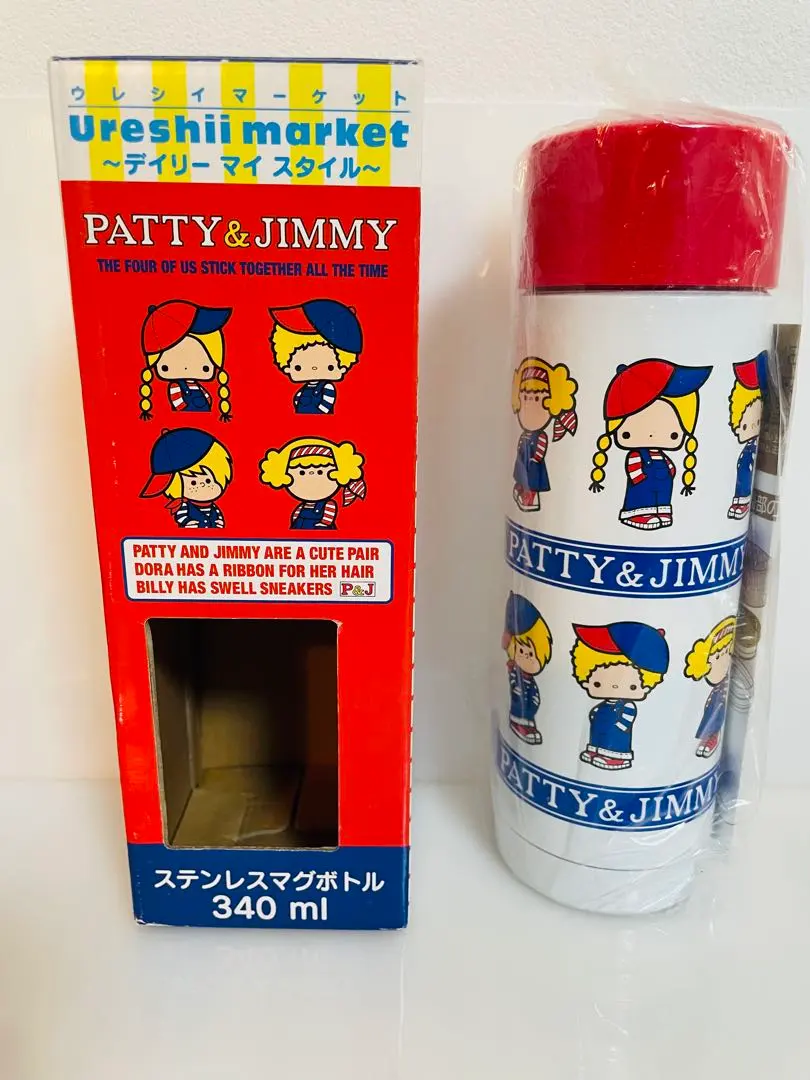 ウレシイマーケット
Ureshii market
～デイリー マイ スタイル～
PATTY & JIMMY
THE FOUR OF US STICK TOGETHER ALL THE TIME
PATTY AND JIMMY ARE A CUTE PAIR
DORA HAS A RIBBON FOR HER HAIR
BILLY HAS SWELL SNEAKERS P&J
ステンレスマグボトル
340 ml
PATTY & JIMMY
PATTY & JIMMY